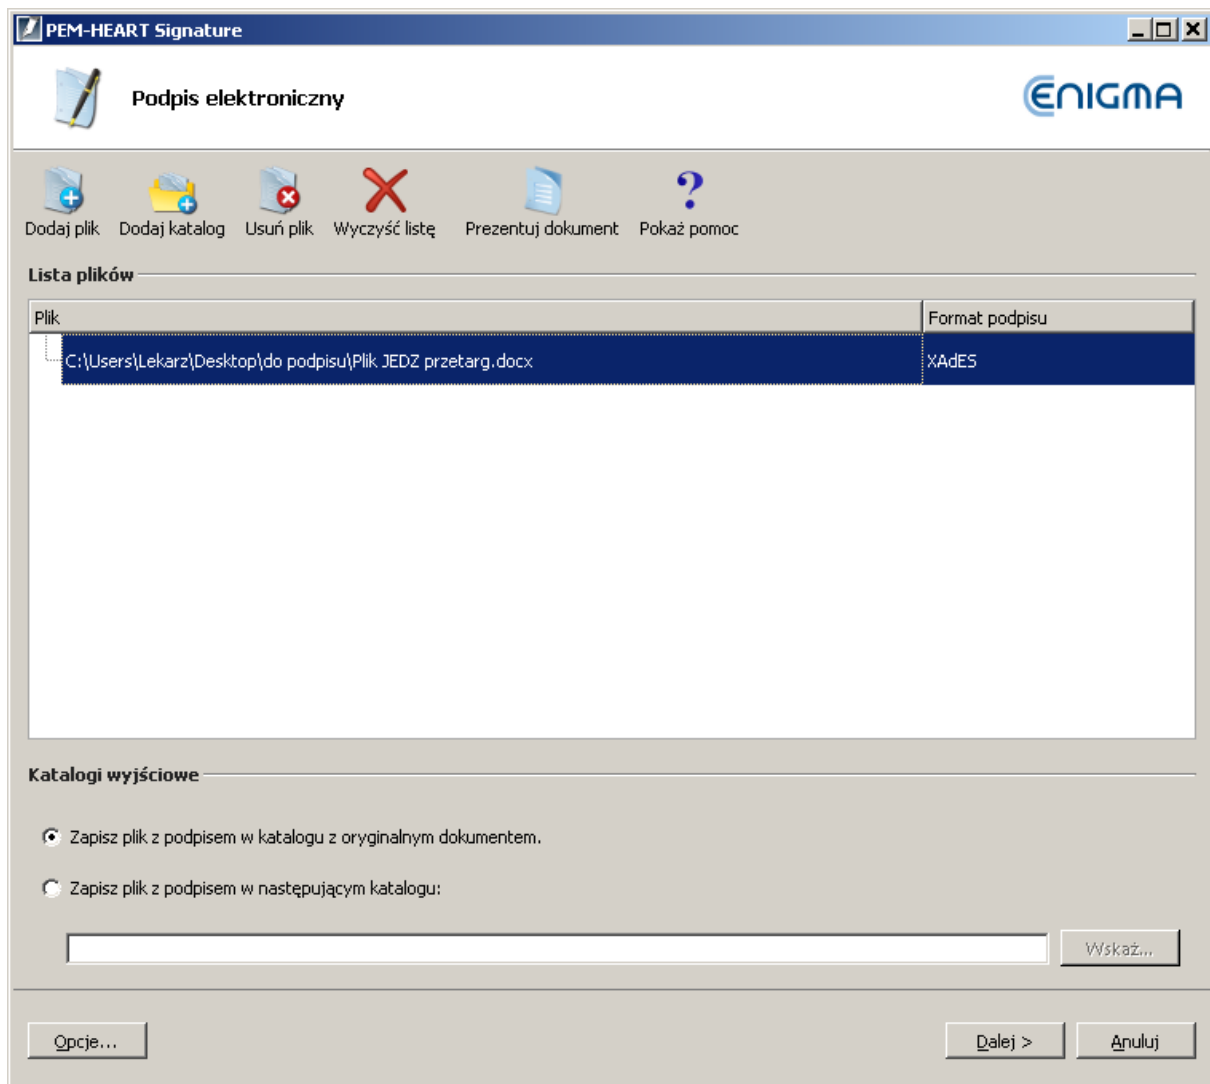 PEM-HEART Signature
Podpis elektroniczny
ENIGMA
Dodaj plik Dodaj katalog Usuń plik Wyczyść listę Prezentuj dokument Pokaż pomoc
Lista plików
Plik Format podpisu
C:\Users\Lekarz\Desktop\do podpisu\Plik JEDZ przetarg.docx XAdES
Katalogi wyjściowe
Zapisz plik z podpisem w katalogu z oryginalnym dokumentem.
Zapisz plik z podpisem w następującym katalogu:
Wskaż...
Opcje... Dalej > Anuluj